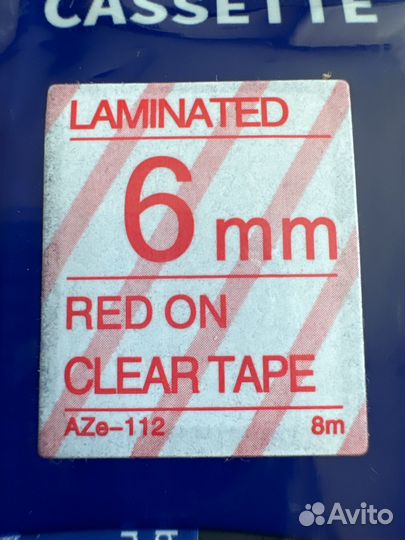 CASSETTE
LAMINATED
6 mm
RED ON
CLEAR TAPE
AZe-112 8m
Avito